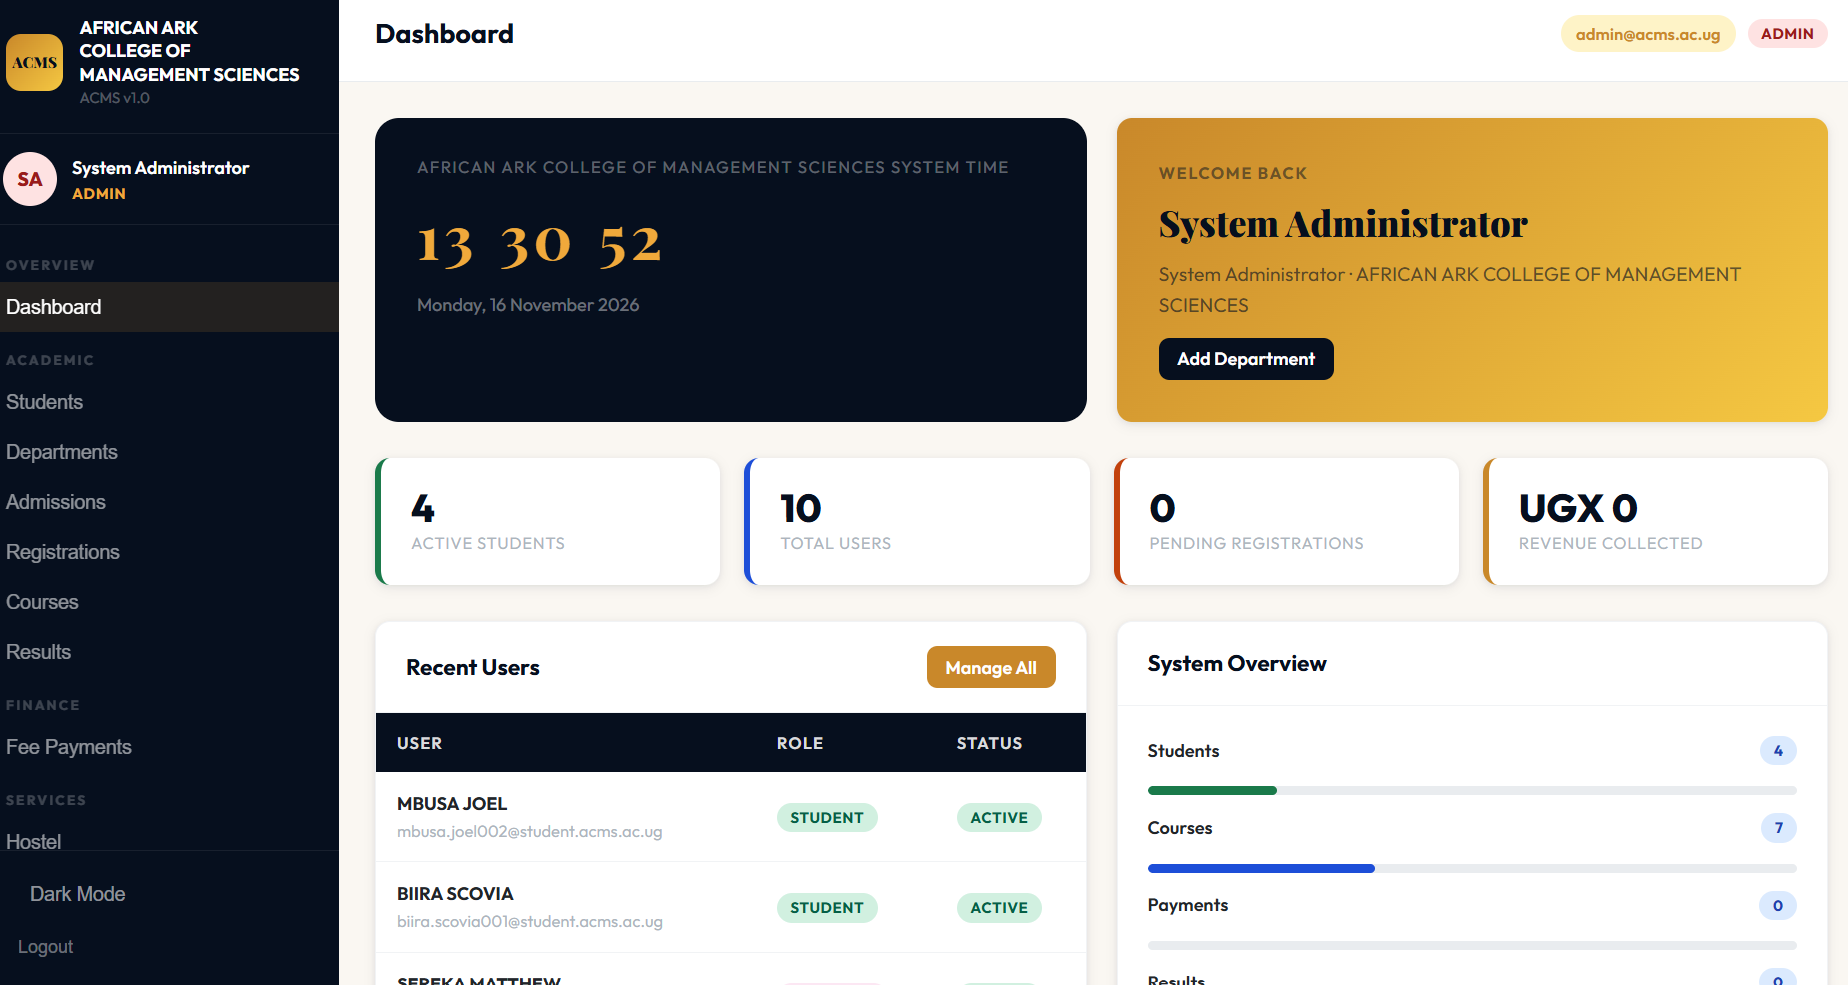 ACMS
AFRICAN ARK
COLLEGE OF
MANAGEMENT SCIENCES
ACMS v1.0
SA
System Administrator
ADMIN
OVERVIEW
Dashboard
ACADEMIC
Students
Departments
Admissions
Registrations
Courses
Results
FINANCE
Fee Payments
SERVICES
Hostel
Dark Mode
Logout
Dashboard
admin@acms.ac.ug
ADMIN
AFRICAN ARK COLLEGE OF MANAGEMENT SCIENCES SYSTEM TIME
13 30 52
Monday, 16 November 2026
WELCOME BACK
System Administrator
System Administrator · AFRICAN ARK COLLEGE OF MANAGEMENT
SCIENCES
Add Department
4
ACTIVE STUDENTS
10
TOTAL USERS
0
PENDING REGISTRATIONS
UGX 0
REVENUE COLLECTED
Recent Users
Manage All
USER ROLE STATUS
MBUSA JOEL
mbusa.joel002@student.acms.ac.ug
STUDENT
ACTIVE
BIIRA SCOVIA
biira.scovia001@student.acms.ac.ug
STUDENT
ACTIVE
SEREKA MATTHEW
System Overview
Students 4
Courses 7
Payments 0
Results 0